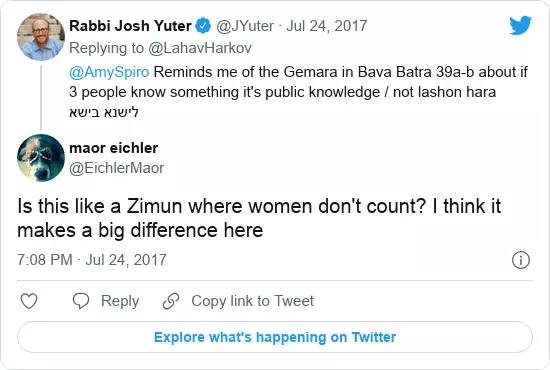 Rabbi Josh Yuter @JYuter · Jul 24, 2017
Replying to @LahavHarkov
@AmySpiro Reminds me of the Gemara in Bava Batra 39a-b about if
3 people know something it's public knowledge / not lashon hara
לישנא בישא
maor eichler
@EichlerMaor
Is this like a Zimun where women don't count? I think it
makes a big difference here
7:08 PM · Jul 24, 2017
Reply Copy link to Tweet
Explore what's happening on Twitter